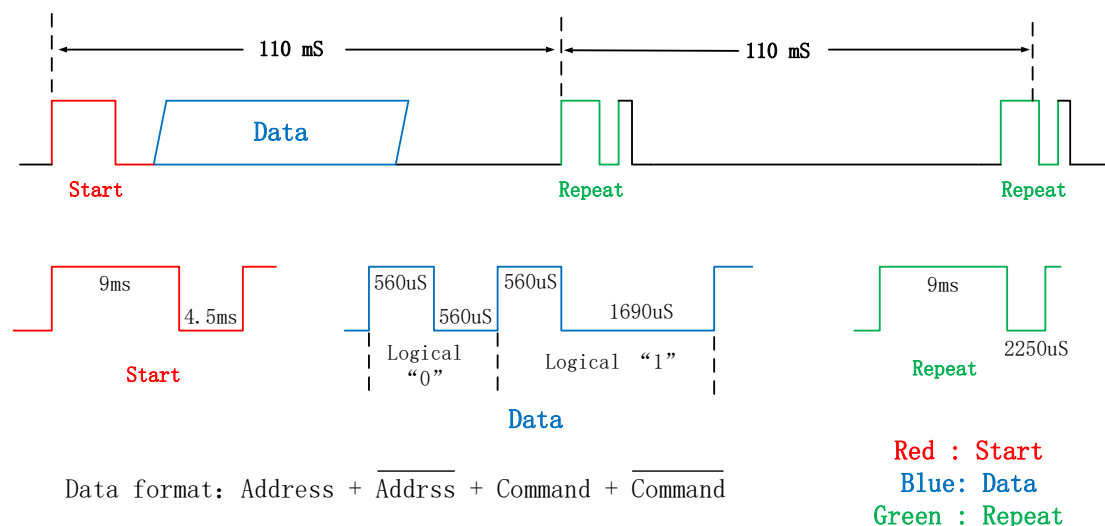 110 mS
110 mS
Data
Start
Repeat
Repeat
9ms
4.5ms
Start
560uS
560uS
560uS
1690uS
Logical
“0”
Logical “1”
Data
9ms
2250uS
Repeat
Data format: Address + Addrss + Command + Command
Red : Start
Blue: Data
Green : Repeat